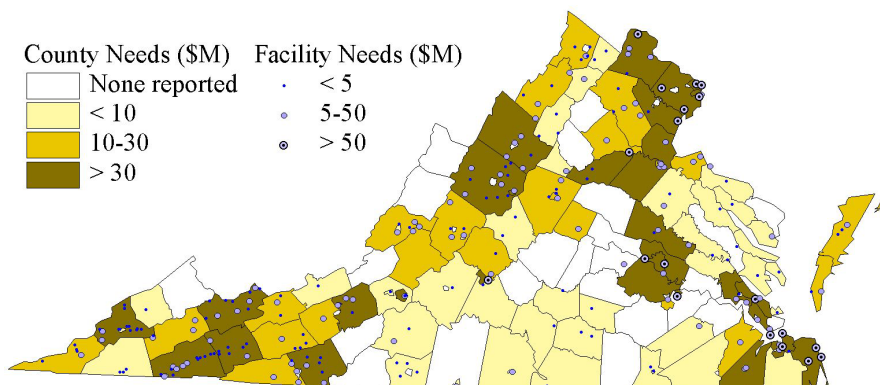 County Needs ($M)
None reported
< 10
10-30
> 30
Facility Needs ($M)
< 5
5-50
> 50